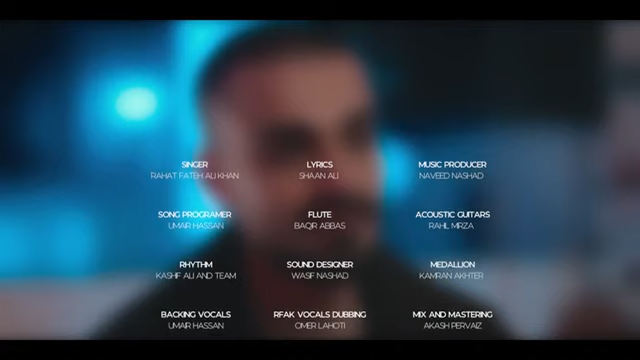 SINGER
RAHAT FATEH ALI KHAN
LYRICS
SHAAN ALI
MUSIC PRODUCER
NAVEED NASHAD
SONG PROGRAMER
UMAIR HASSAN
FLUTE
BAQIR ABBAS
ACOUSTIC GUITARS
RAHIL MIRZA
RHYTHM
KASHIF ALI AND TEAM
SOUND DESIGNER
WASIF NASHAD
MEDALLION
KAMRAN AKHTER
BACKING VOCALS
UMAIR HASSAN
RFAK VOCALS DUBBING
OMER LAHOTI
MIX AND MASTERING
AKASH PERVAIZ